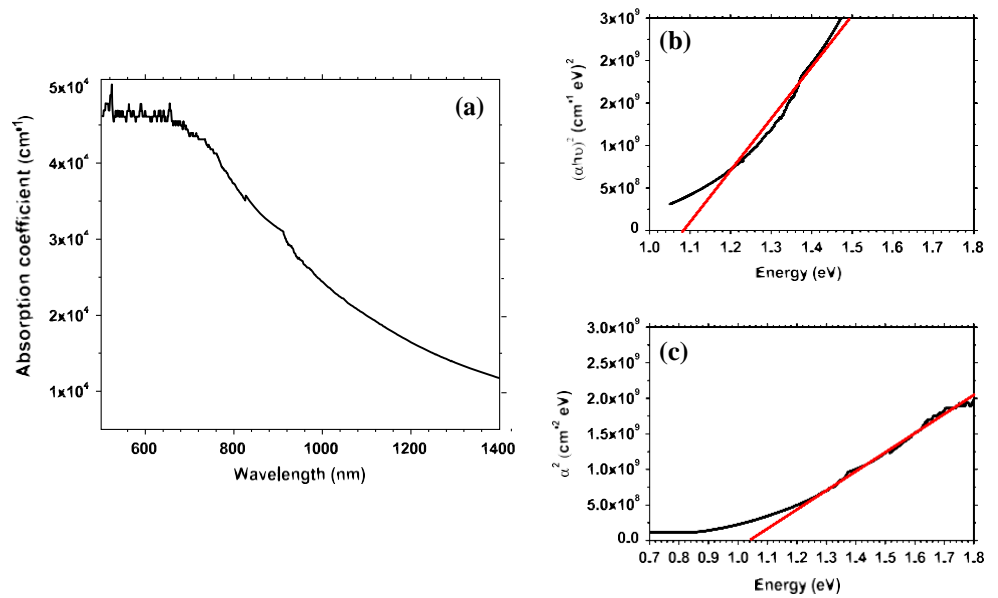 (a)
5x10⁴
4x10⁴
3x10⁴
2x10⁴
1x10⁴
Absorption coefficient (cm⁻¹)
600 800 1000 1200 1400
Wavelength (nm)
(b)
3x10⁹
2x10⁹
2x10⁹
1x10⁹
5x10⁸
0
(αhυ)² (cm⁻¹ eV)²
1.0 1.1 1.2 1.3 1.4 1.5 1.6 1.7 1.8
Energy (eV)
(c)
3.0x10⁹
2.5x10⁹
2.0x10⁹
1.5x10⁹
1.0x10⁹
5.0x10⁸
0.0
α² (cm⁻² eV)
0.7 0.8 0.9 1.0 1.1 1.2 1.3 1.4 1.5 1.6 1.7 1.8
Energy (eV)